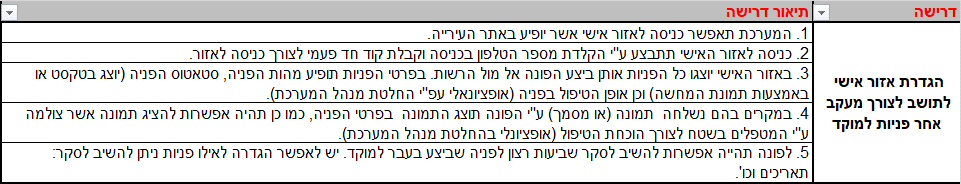 דרישה
תיאור דרישה
הגדרת אזור אישי
לתושב לצורך מעקב
אחר פניות למוקד
1. המערכת תאפשר כניסה לאזור אישי אשר יופיע באתר העירייה.
2. כניסה לאזור האישי תתבצע ע"י הקלדת מספר הטלפון בכניסה וקבלת קוד חד פעמי לצורך כניסה לאזור.
3. באזור האישי יוצגו כל הפניות אותן ביצע הפונה אל מול הרשות. בפרטי הפניות תופיע מהות הפניה, סטאטוס הפניה (יוצג בטקסט או
באמצעות תמונת המחשה) וכן אופן הטיפול בפניה (אופציונאלי עפ"י החלטת מנהל המערכת).
4. במקרים בהם נשלחה תמונה (או מסמך) ע"י הפונה תוצג התמונה בפרטי הפניה, כמו כן תהיה אפשרות להציג תמונה אשר צולמה
ע"י המטפלים בשטח לצורך הוכחת הטיפול (אופציונלי בהחלטת מנהל המערכת).
5. לפונה תהייה אפשרות להשיב לסקר שביעות רצון לפניה שביצע בעבר למוקד. יש לאפשר הגדרה לאילו פניות ניתן להשיב לסקר:
תאריכים וכו'.